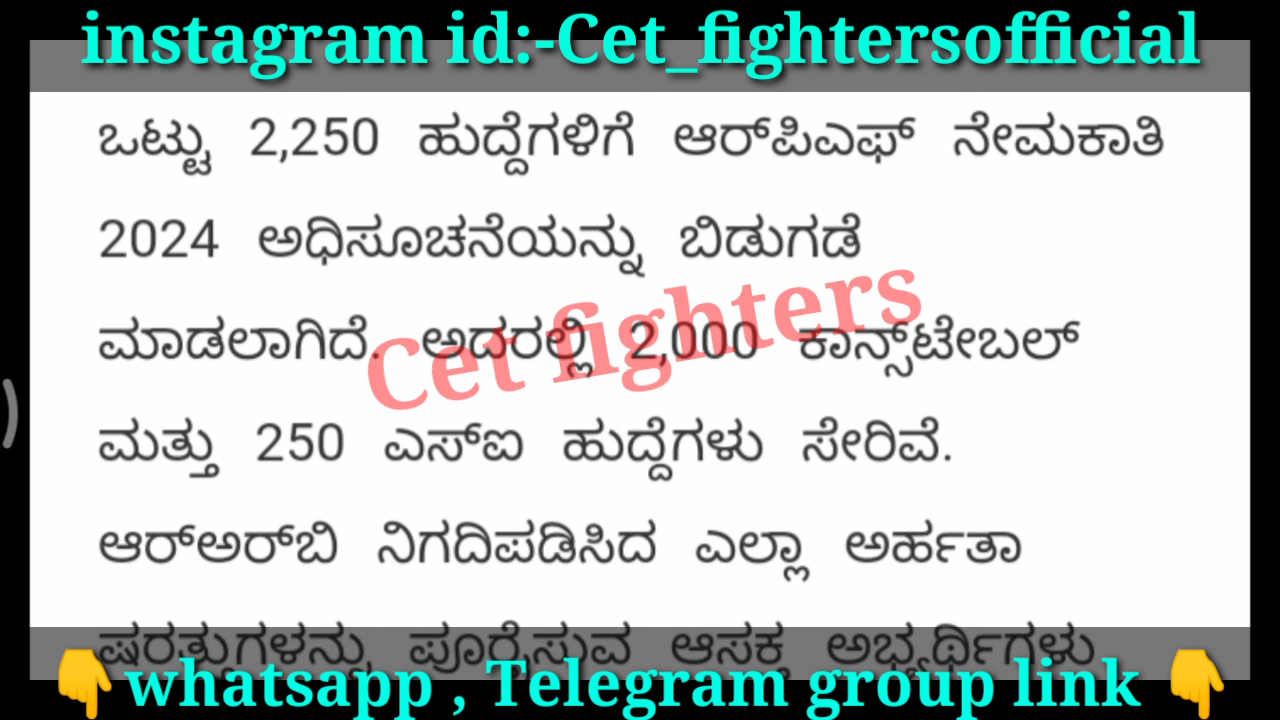 instagram id:-Cet_fightersofficial
ಒಟ್ಟು 2,250 ಹುದ್ದೆಗಳಿಗೆ ಆರ್‌ಪಿಎಫ್ ನೇಮಕಾತಿ
2024 ಅಧಿಸೂಚನೆಯನ್ನು ಬಿಡುಗಡೆ
ಮಾಡಲಾಗಿದೆ. ಅದರಲ್ಲಿ 2,000 ಕಾನ್ಸ್‌ಟೇಬಲ್
Cet fighters
ಮತ್ತು 250 ಎಸ್ಐ ಹುದ್ದೆಗಳು ಸೇರಿವೆ.
ಆರ್‌ಅರ್‌ಬಿ ನಿಗದಿಪಡಿಸಿದ ಎಲ್ಲಾ ಅರ್ಹತಾ
ಷರತ್ತುಗಳನ್ನು ಪೂರೈಸುವ ಆಸಕ್ತ ಅಭ್ಯರ್ಥಿಗಳು
👇whatsapp , Telegram group link 👇